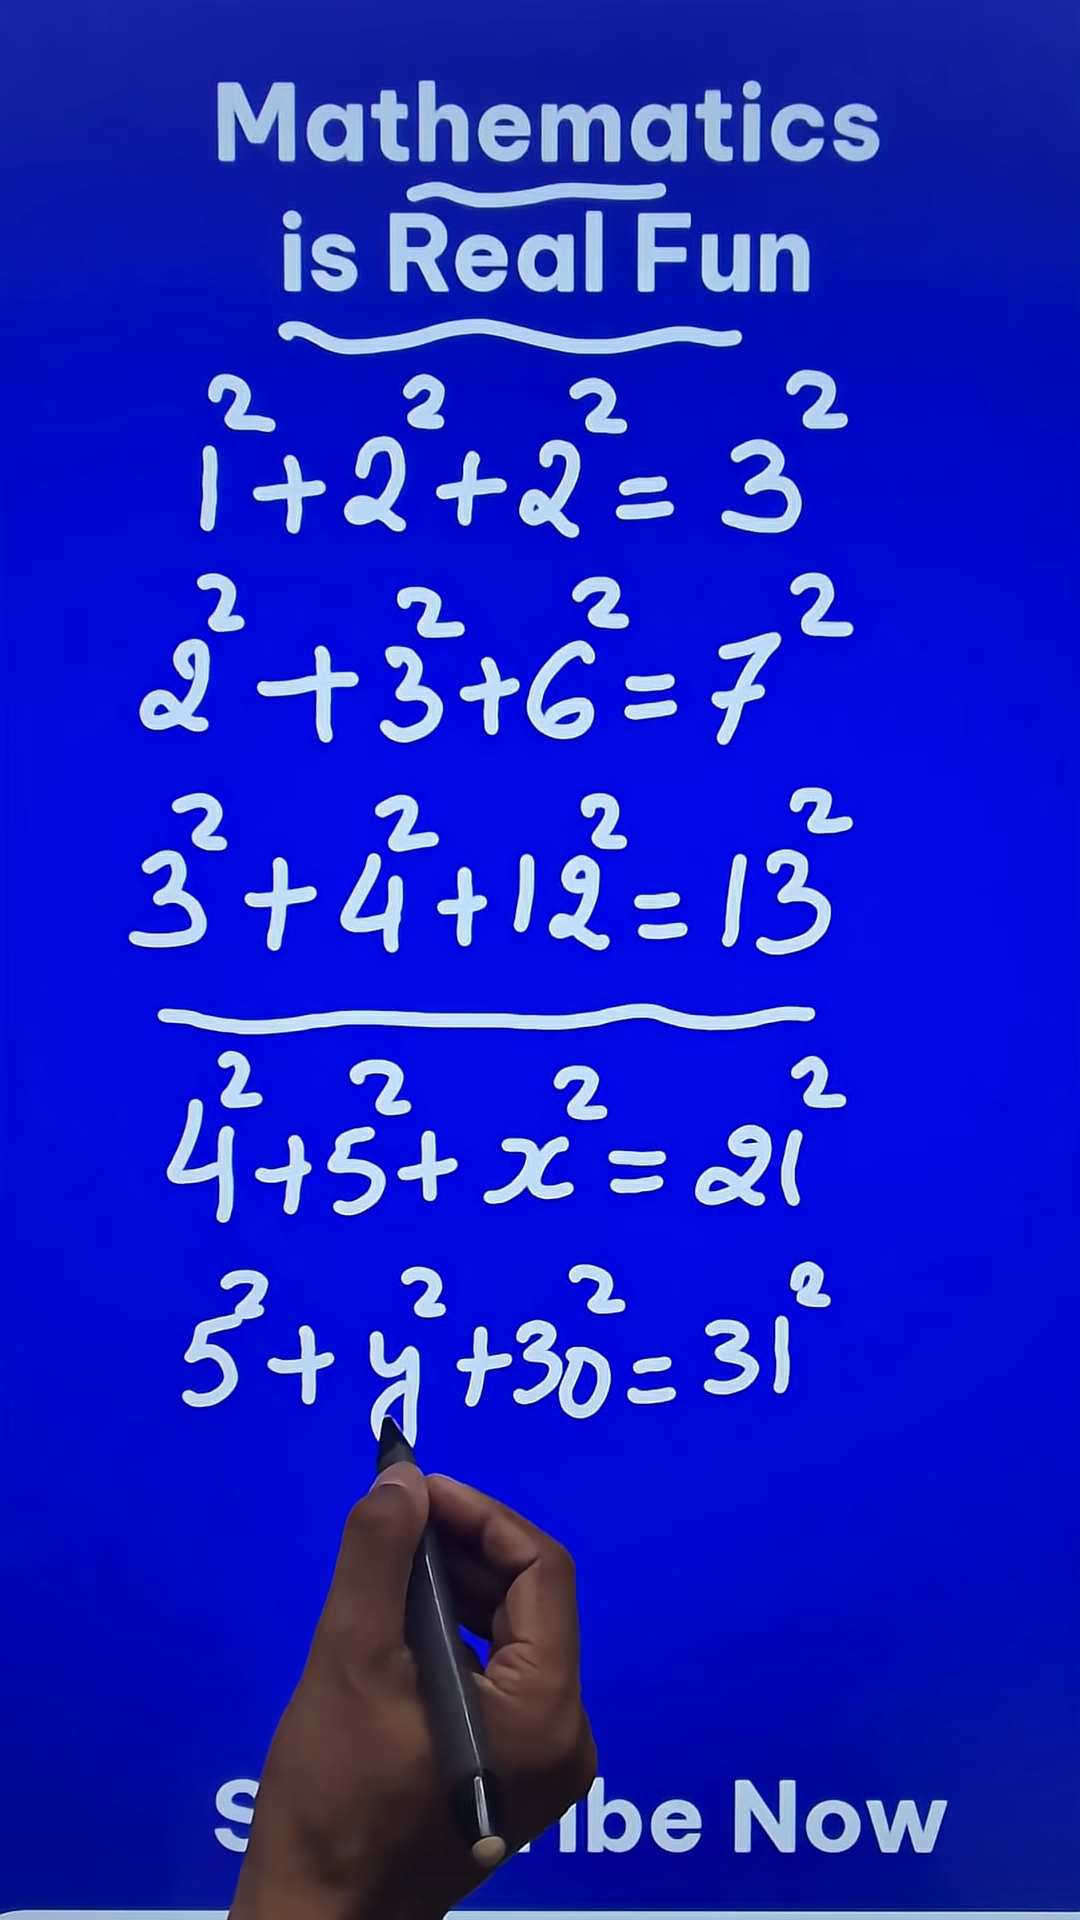 Mathematics
is Real Fun
1² + 2² + 2² = 3²
2² + 3² + 6² = 7²
3² + 4² + 12² = 13²
4² + 5² + x² = 21²
5² + y² + 30² = 31²
Now